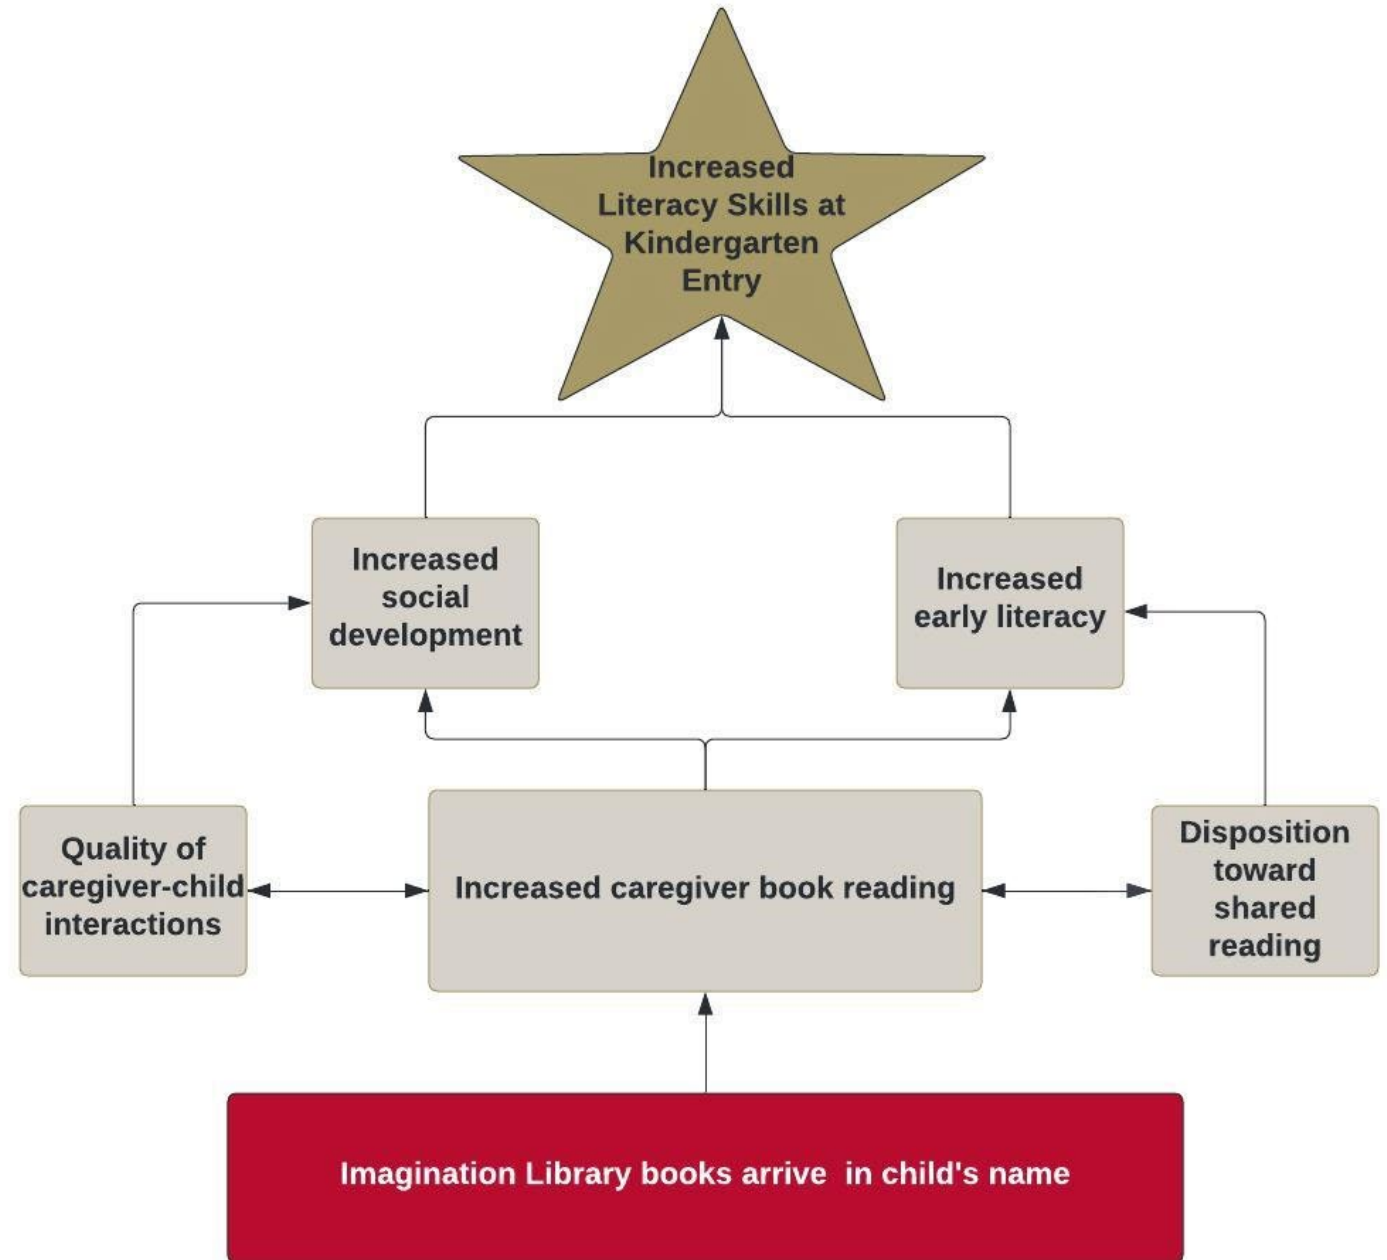 Increased
Literacy Skills at
Kindergarten
Entry
Increased
social
development
Increased
early literacy
Quality of
caregiver-child
interactions
Increased caregiver book reading
Disposition
toward
shared
reading
Imagination Library books arrive  in child's name